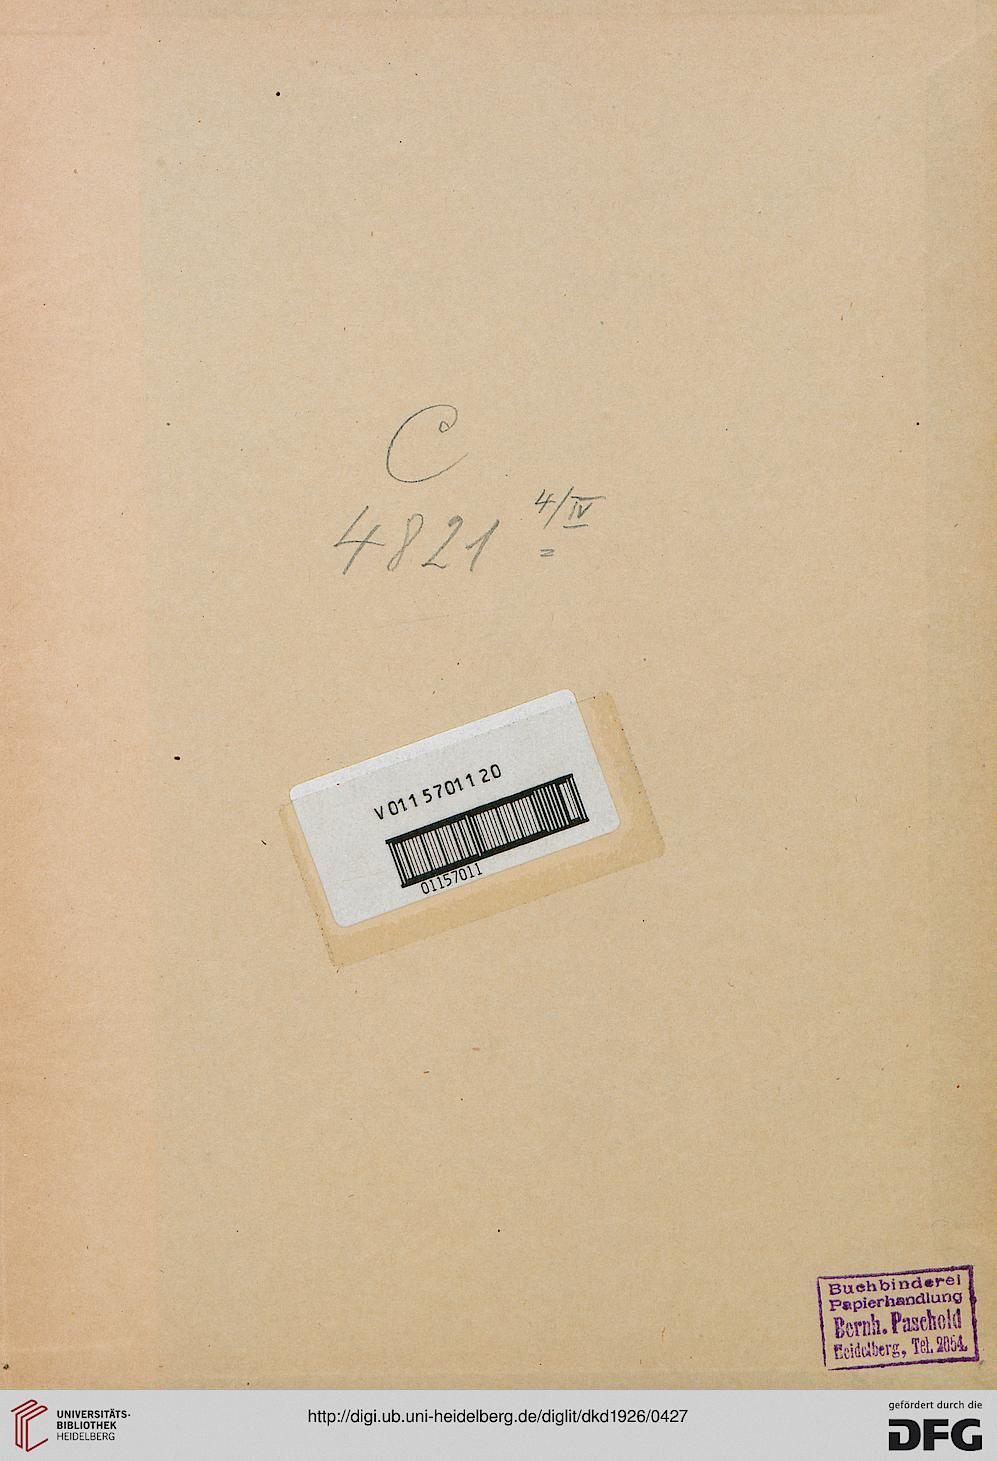 C
4821 4/IV
=
V0115701120
01157011
Buchbinderei
Papierhandlung
Bernh. Paschold
Heidelberg, Tel. 2054.
UNIVERSITÄTS-
BIBLIOTHEK
HEIDELBERG
http://digi.ub.uni-heidelberg.de/diglit/dkd1926/0427
gefördert durch die
DFG